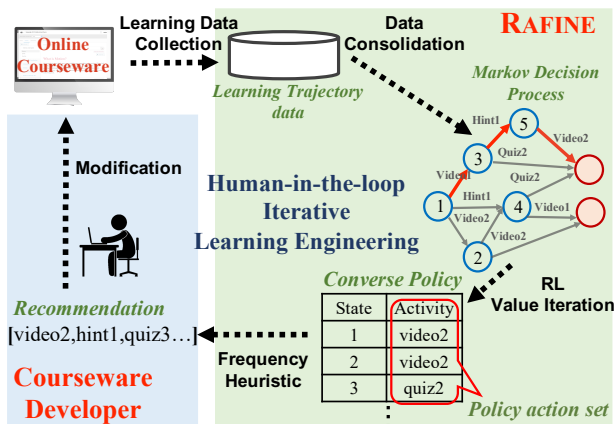 Online
Courseware
Learning Data
Collection
Learning Trajectory
data
Data
Consolidation
RAFINE
Markov Decision
Process
Hint1
5
Video2
3
Quiz2
Video1
Quiz2
1
Hint1
4
Video1
Video2
Video2
2
Modification
Human-in-the-loop
Iterative
Learning Engineering
RL
Value Iteration
Converse Policy
State Activity
1 video2
2 video2
3 quiz2
Policy action set
Frequency
Heuristic
Recommendation
[video2,hint1,quiz3…]
Courseware
Developer